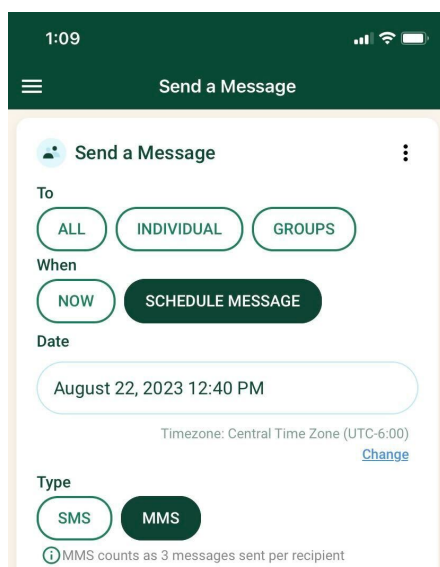 1:09
Send a Message
Send a Message
To
ALL INDIVIDUAL GROUPS
When
NOW SCHEDULE MESSAGE
Date
August 22, 2023 12:40 PM
Timezone: Central Time Zone (UTC-6:00)
Change
Type
SMS MMS
MMS counts as 3 messages sent per recipient